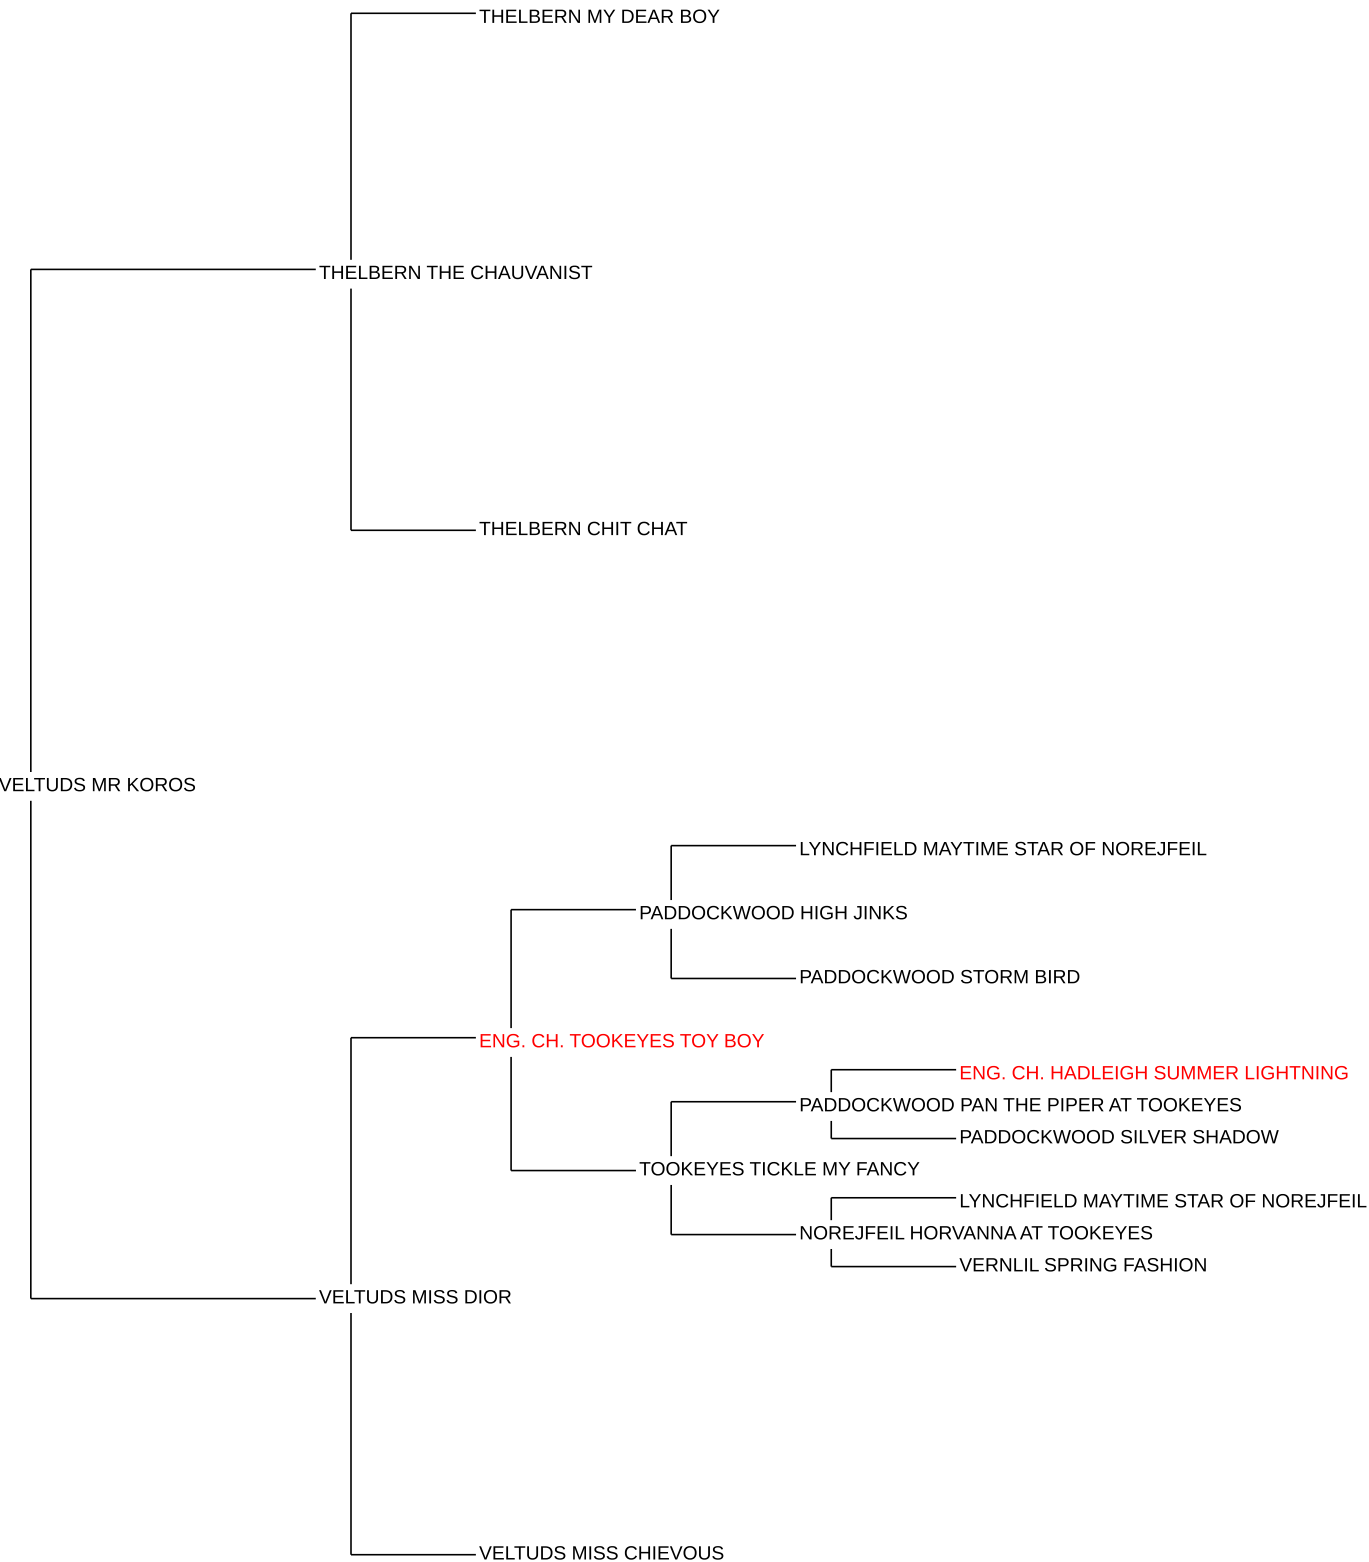 THELBERN MY DEAR BOY
THELBERN THE CHAUVANIST
THELBERN CHIT CHAT
VELTUDS MR KOROS
LYNCHFIELD MAYTIME STAR OF NOREJFEIL
PADDOCKWOOD HIGH JINKS
PADDOCKWOOD STORM BIRD
ENG. CH. TOOKEYES TOY BOY
ENG. CH. HADLEIGH SUMMER LIGHTNING
PADDOCKWOOD PAN THE PIPER AT TOOKEYES
PADDOCKWOOD SILVER SHADOW
TOOKEYES TICKLE MY FANCY
LYNCHFIELD MAYTIME STAR OF NOREJFEIL
NOREJFEIL HORVANNA AT TOOKEYES
VERNLIL SPRING FASHION
VELTUDS MISS DIOR
VELTUDS MISS CHIEVOUS